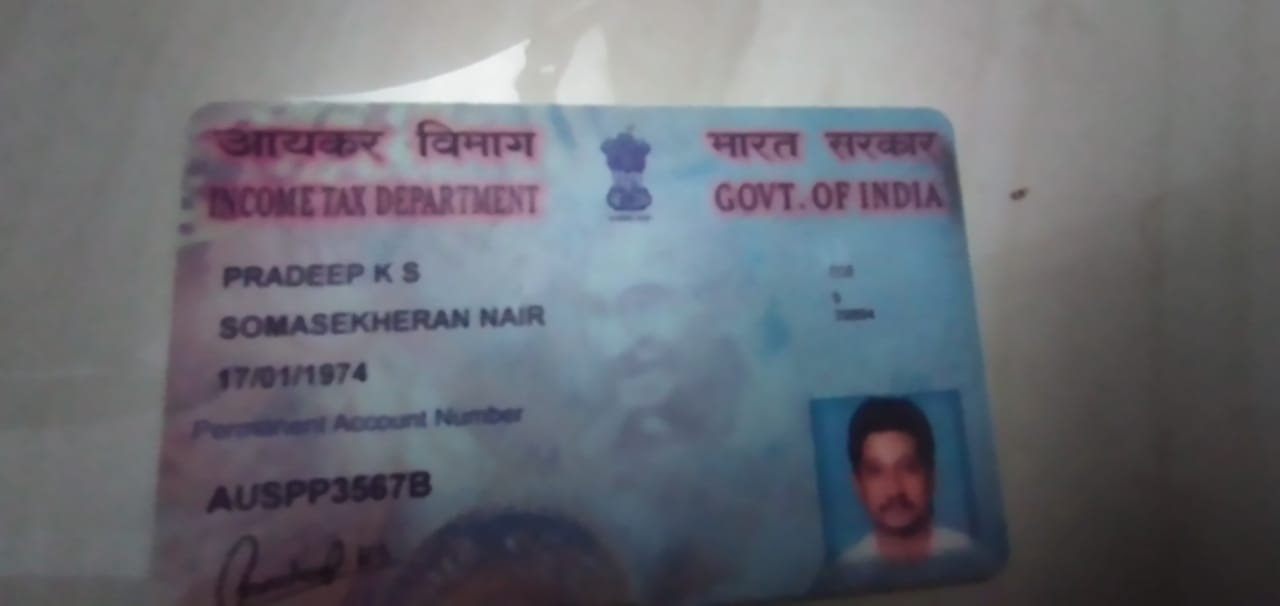 आयकर विभाग भारत सरकार
INCOME TAX DEPARTMENT GOVT. OF INDIA
PRADEEP K S
SOMASEKHERAN NAIR
17/01/1974
Permanent Account Number
AUSPP3567B